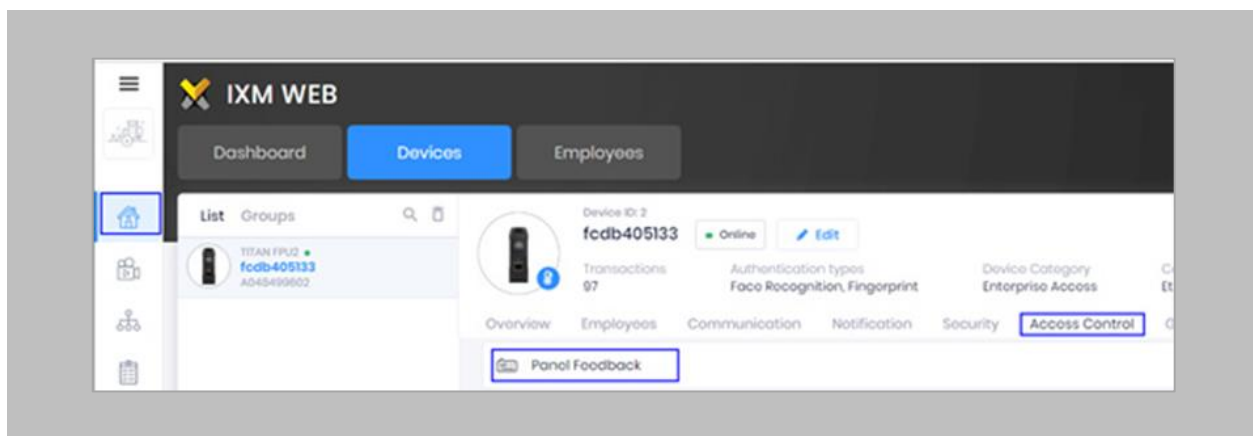 IXM WEB
Dashboard Devices Employees
List Groups
TITAN FPU2
fcdb405133
A045499602
Device ID: 2
fcdb405133 Online Edit
Transactions Authentication types Device Category
97 Face Recognition, Fingerprint Enterprise Access
Overview Employees Communication Notification Security Access Control
Panel Feedback